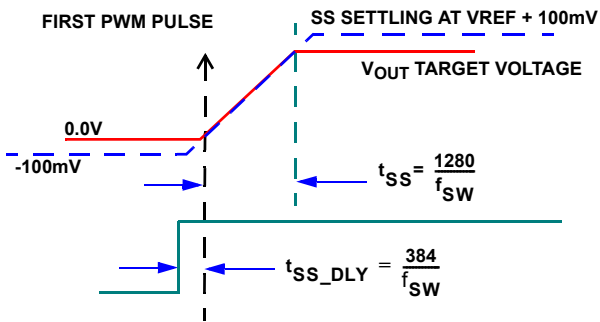 FIRST PWM PULSE
SS SETTLING AT VREF + 100mV
VOUT TARGET VOLTAGE
0.0V
-100mV
tSS = 1280/fSW
tSS_DLY = 384/fSW